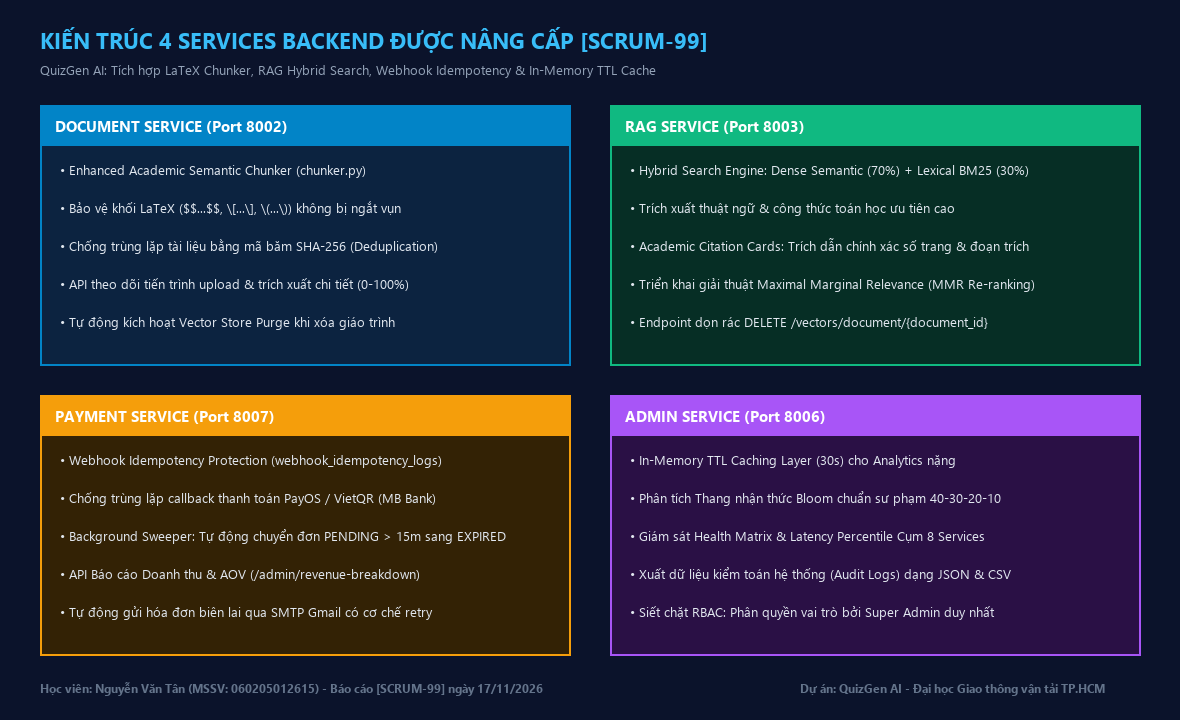 KIẾN TRÚC 4 SERVICES BACKEND ĐƯỢC NÂNG CẤP [SCRUM-99]
QuizGen AI: Tích hợp LaTeX Chunker, RAG Hybrid Search, Webhook Idempotency & In-Memory TTL Cache
DOCUMENT SERVICE (Port 8002)
• Enhanced Academic Semantic Chunker (chunker.py)
• Bảo vệ khối LaTeX ($$...$$, \[...\], \(...\)) không bị ngắt vụn
• Chống trùng lặp tài liệu bằng mã băm SHA-256 (Deduplication)
• API theo dõi tiến trình upload & trích xuất chi tiết (0-100%)
• Tự động kích hoạt Vector Store Purge khi xóa giáo trình
RAG SERVICE (Port 8003)
• Hybrid Search Engine: Dense Semantic (70%) + Lexical BM25 (30%)
• Trích xuất thuật ngữ & công thức toán học ưu tiên cao
• Academic Citation Cards: Trích dẫn chính xác số trang & đoạn trích
• Triển khai giải thuật Maximal Marginal Relevance (MMR Re-ranking)
• Endpoint dọn rác DELETE /vectors/document/{document_id}
PAYMENT SERVICE (Port 8007)
• Webhook Idempotency Protection (webhook_idempotency_logs)
• Chống trùng lặp callback thanh toán PayOS / VietQR (MB Bank)
• Background Sweeper: Tự động chuyển đơn PENDING > 15m sang EXPIRED
• API Báo cáo Doanh thu & AOV (/admin/revenue-breakdown)
• Tự động gửi hóa đơn biên lai qua SMTP Gmail có cơ chế retry
ADMIN SERVICE (Port 8006)
• In-Memory TTL Caching Layer (30s) cho Analytics nặng
• Phân tích Thang nhận thức Bloom chuẩn sư phạm 40-30-20-10
• Giám sát Health Matrix & Latency Percentile Cụm 8 Services
• Xuất dữ liệu kiểm toán hệ thống (Audit Logs) dạng JSON & CSV
• Siết chặt RBAC: Phân quyền vai trò bởi Super Admin duy nhất
Học viên: Nguyễn Văn Tân (MSSV: 060205012615) - Báo cáo [SCRUM-99] ngày 17/11/2026
Dự án: QuizGen AI - Đại học Giao thông vận tải TP.HCM